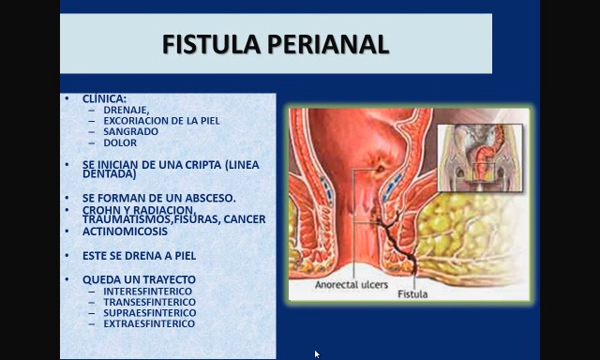 FISTULA PERIANAL
• CLÍNICA:
– DRENAJE,
– EXCORIACION DE LA PIEL
– SANGRADO
– DOLOR
• SE INICIAN DE UNA CRIPTA (LINEA
DENTADA)
• SE FORMAN DE UN ABSCESO.
• CROHN Y RADIACION,
TRAUMATISMOS,FISURAS, CANCER
• ACTINOMICOSIS
• ESTE SE DRENA A PIEL
• QUEDA UN TRAYECTO
– INTERESFINTERICO
– TRANSESFINTERICO
– SUPRAESFINTERICO
– EXTRAESFINTERICO
Anorectal ulcers
Fistula